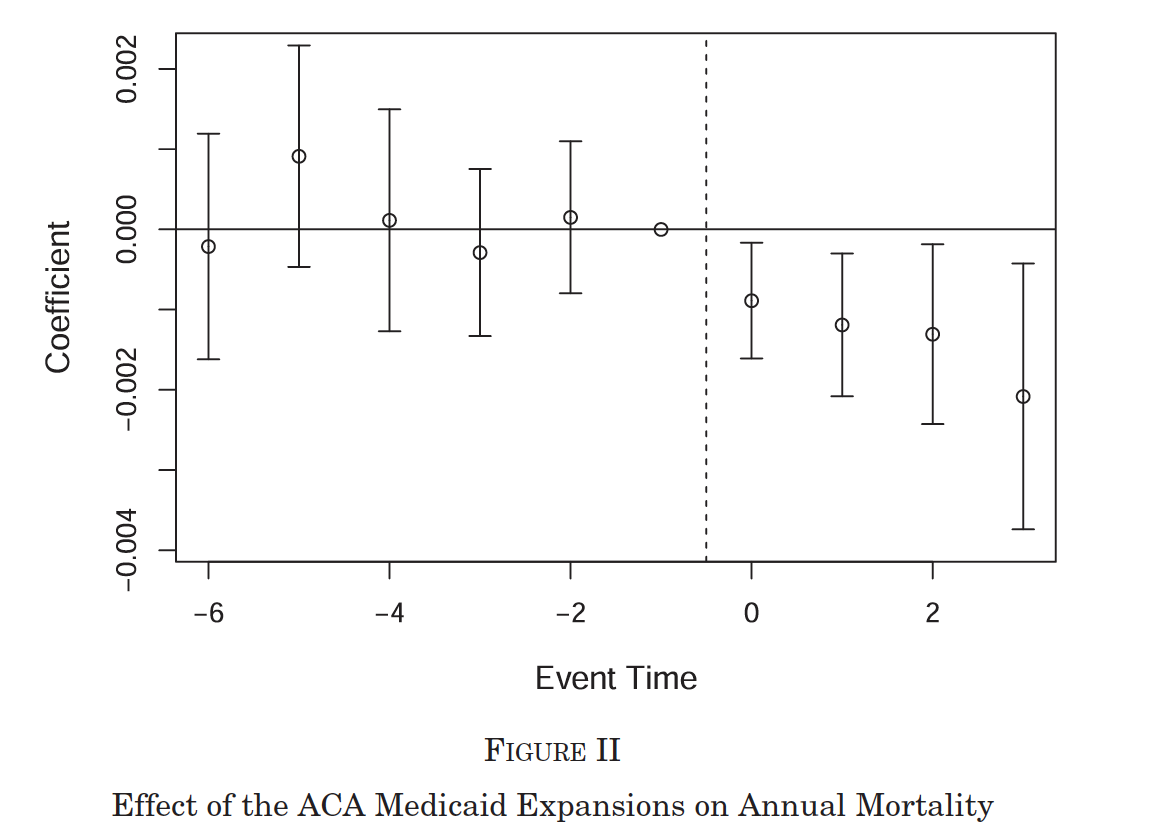 0.002
0.000
−0.002
−0.004
Coefficient
−6
−4
−2
0
2
Event Time
FIGURE II
Effect of the ACA Medicaid Expansions on Annual Mortality